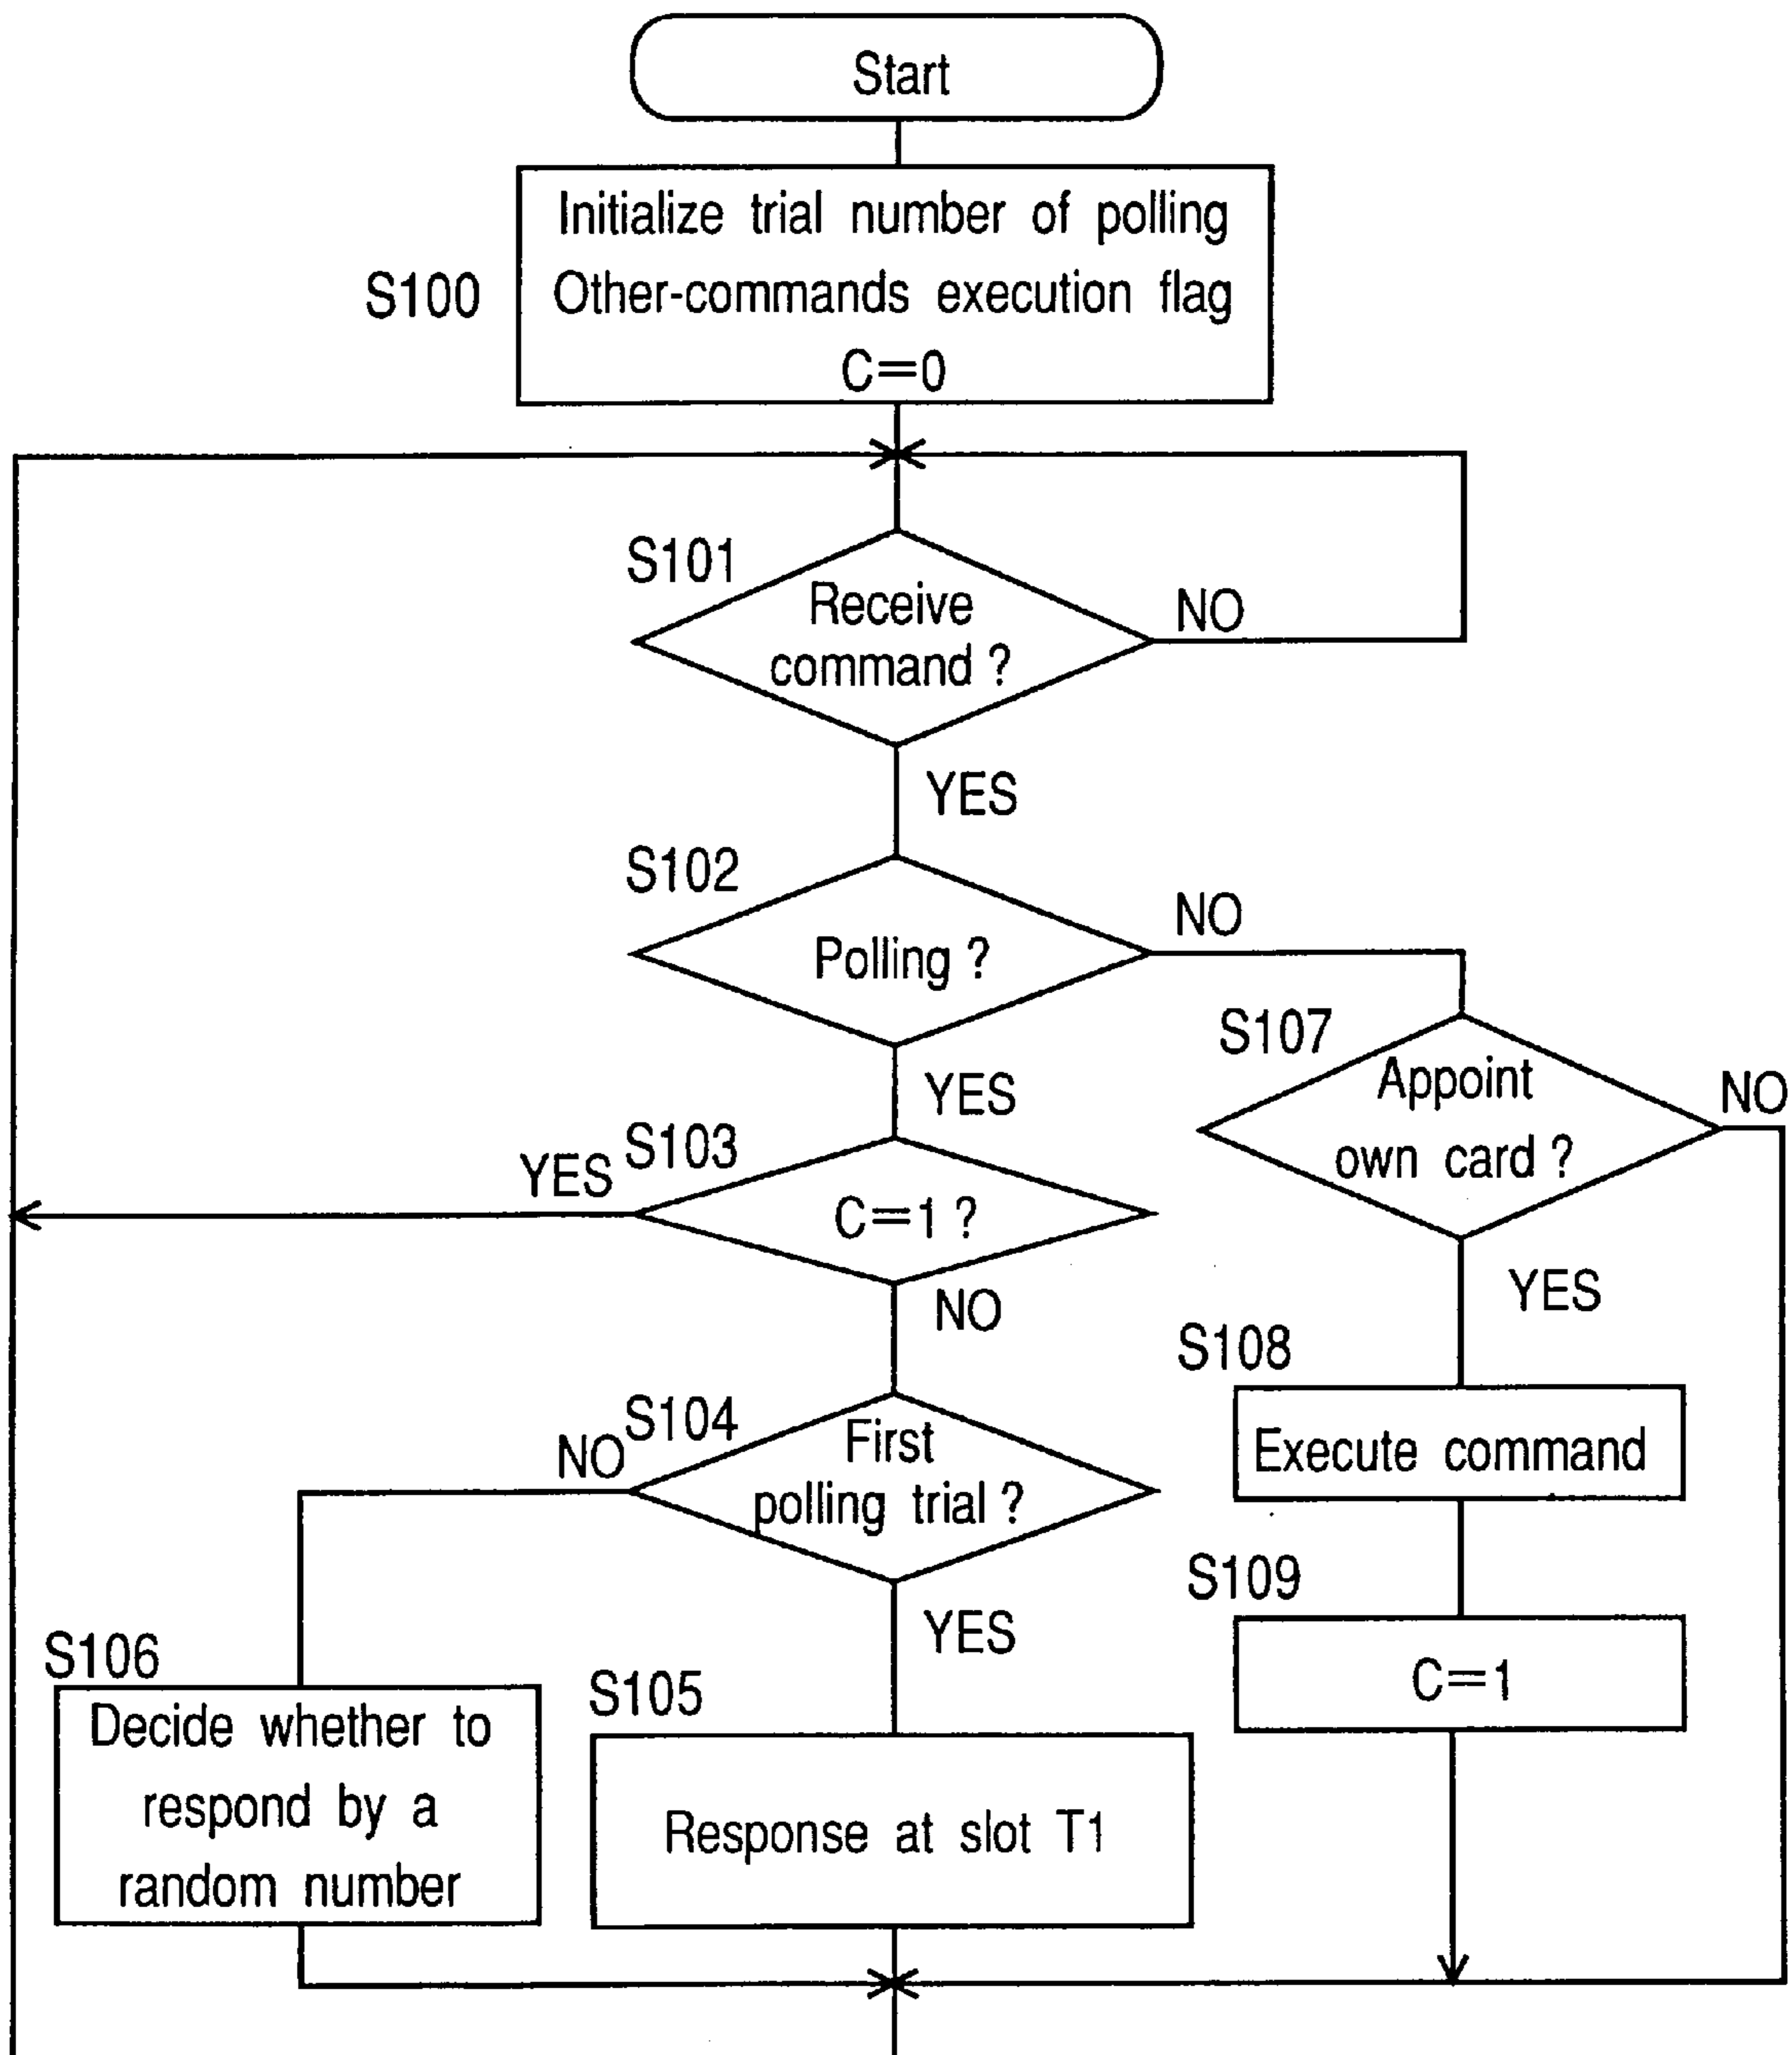 Start
S100
Initialize trial number of polling
Other-commands execution flag
C=0
S101
Receive
command ?
NO
YES
S102
Polling ?
NO
YES
S107
Appoint
own card ?
NO
YES
S103
C=1 ?
YES
NO
S108
Execute command
S104
First
polling trial ?
NO
YES
S109
C=1
S106
Decide whether to
respond by a
random number
S105
Response at slot T1